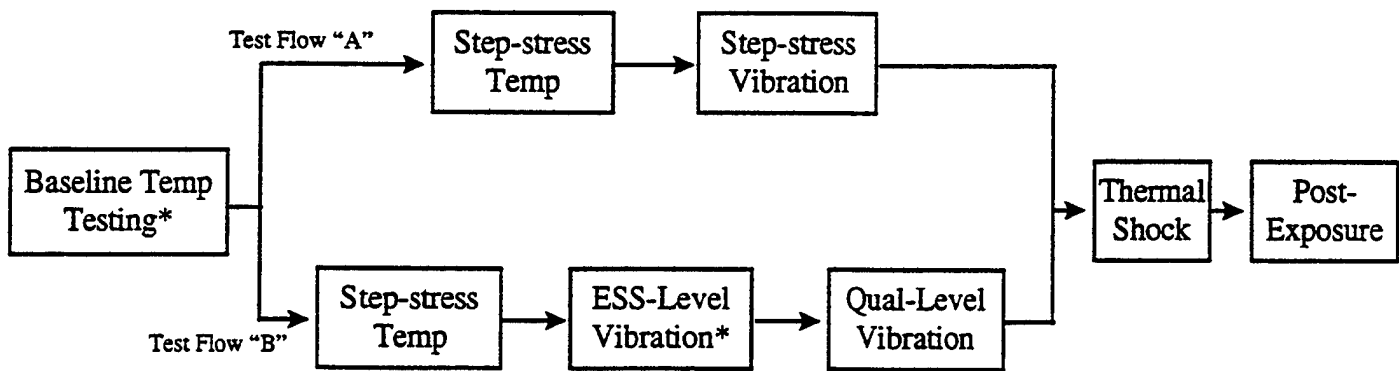 Test Flow “A”
Step-stress
Temp
Step-stress
Vibration
Baseline Temp
Testing*
Thermal
Shock
Post-
Exposure
Step-stress
Temp
ESS-Level
Vibration*
Qual-Level
Vibration
Test Flow “B”